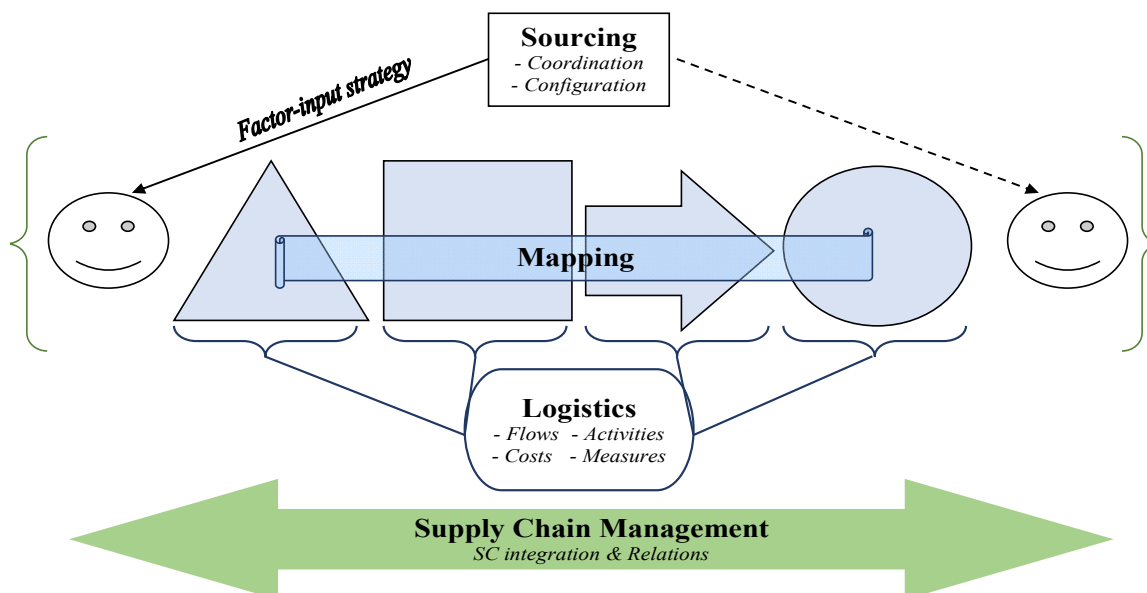 Sourcing
- Coordination
- Configuration
Factor-input strategy
Mapping
Logistics
- Flows - Activities
- Costs - Measures
Supply Chain Management
SC integration & Relations